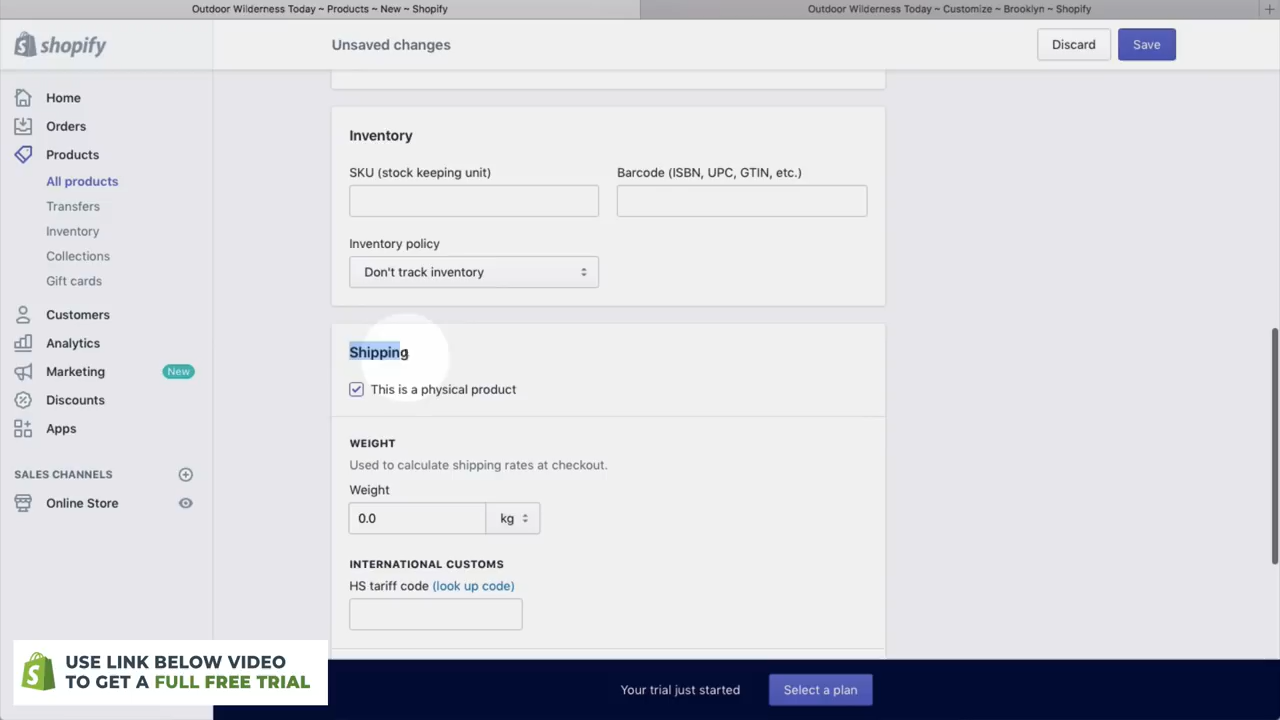 Outdoor Wilderness Today ~ Products ~ New ~ Shopify
Outdoor Wilderness Today ~ Customize ~ Brooklyn ~ Shopify
shopify
Unsaved changes
Discard
Save
Home
Orders
Products
All products
Transfers
Inventory
Collections
Gift cards
Customers
Analytics
Marketing
New
Discounts
Apps
SALES CHANNELS
Online Store
Inventory
SKU (stock keeping unit)
Barcode (ISBN, UPC, GTIN, etc.)
Inventory policy
Don't track inventory
Shipping
This is a physical product
WEIGHT
Used to calculate shipping rates at checkout.
Weight
0.0
kg
INTERNATIONAL CUSTOMS
HS tariff code (look up code)
USE LINK BELOW VIDEO
TO GET A FULL FREE TRIAL
Your trial just started
Select a plan